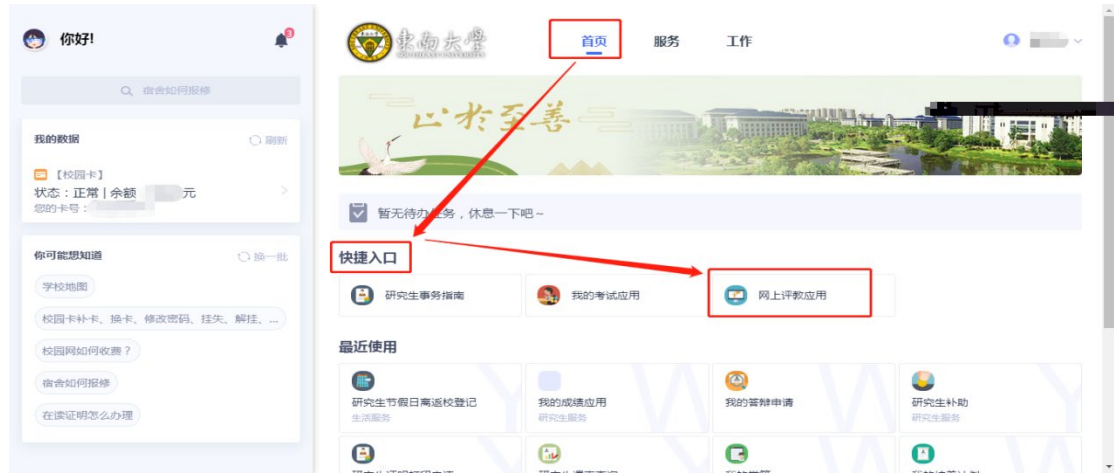 你好!
3
宿舍如何报修
我的数据
刷新
【校园卡】
状态：正常 | 余额 元
您的卡号：
你可能想知道
换一批
学校地图
校园卡补卡、换卡、修改密码、挂失、解挂、...
校园网如何收费？
宿舍如何报修
在读证明怎么办理
東南大學
SOUTHEAST UNIVERSITY
首页 服务 工作
止於至善
暂无待办任务，休息一下吧~
快捷入口
研究生事务指南 我的考试应用 网上评教应用
最近使用
研究生节假日离返校登记 我的成绩应用 我的答辩申请 研究生补助
生活服务 研究生服务 研究生服务